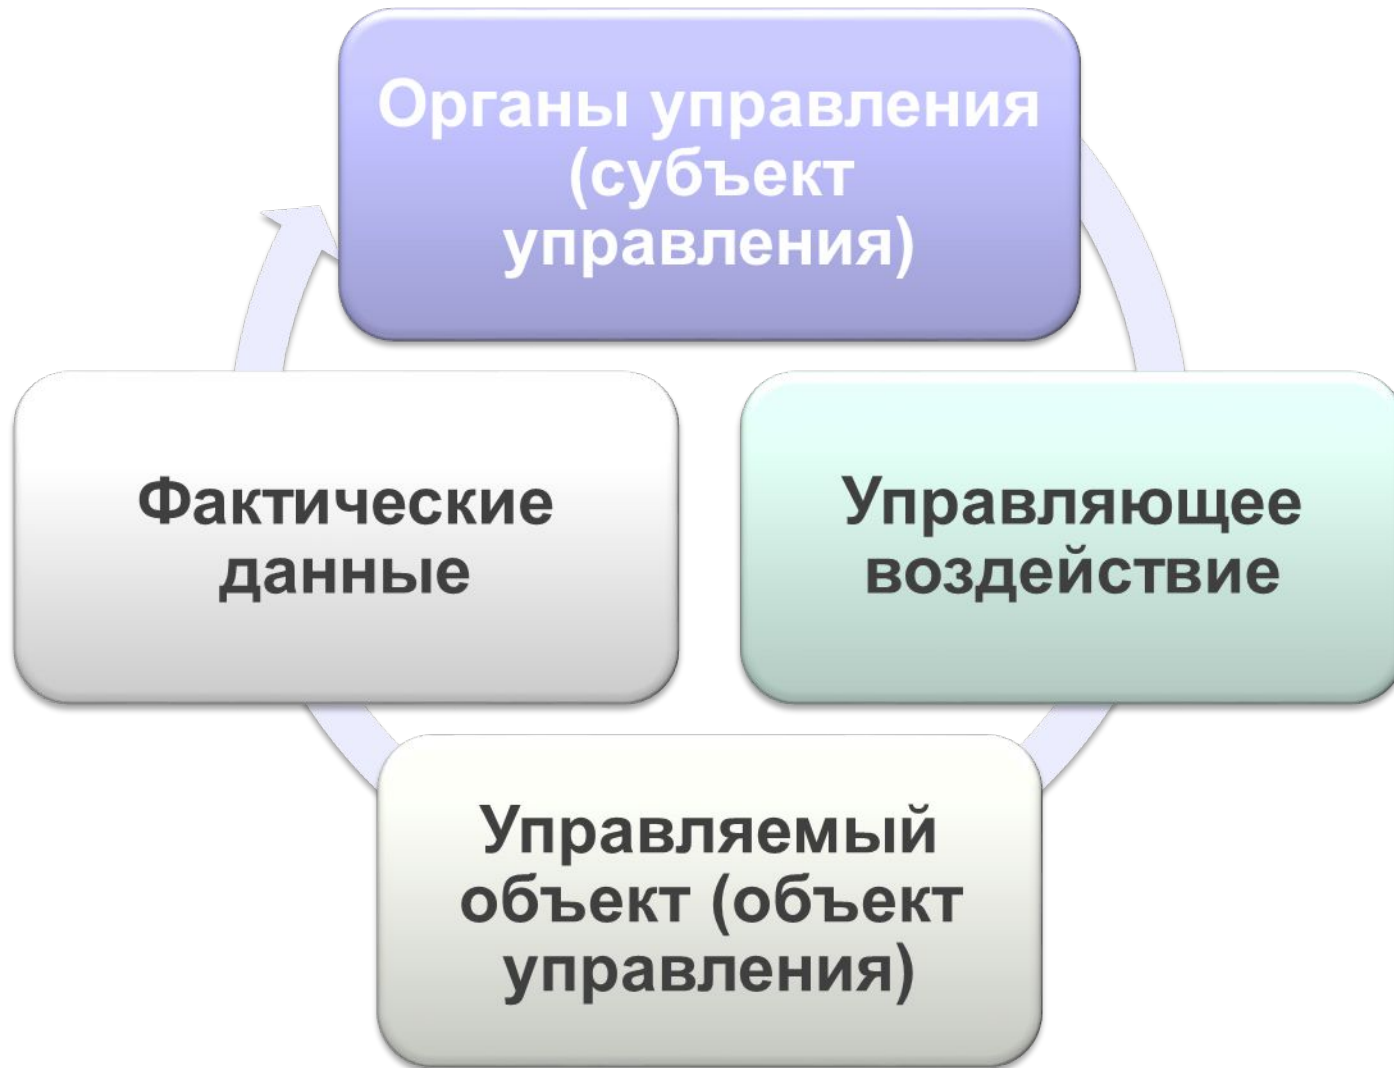 Органы управления
(субъект
управления)
Фактические
данные
Управляющее
воздействие
Управляемый
объект (объект
управления)